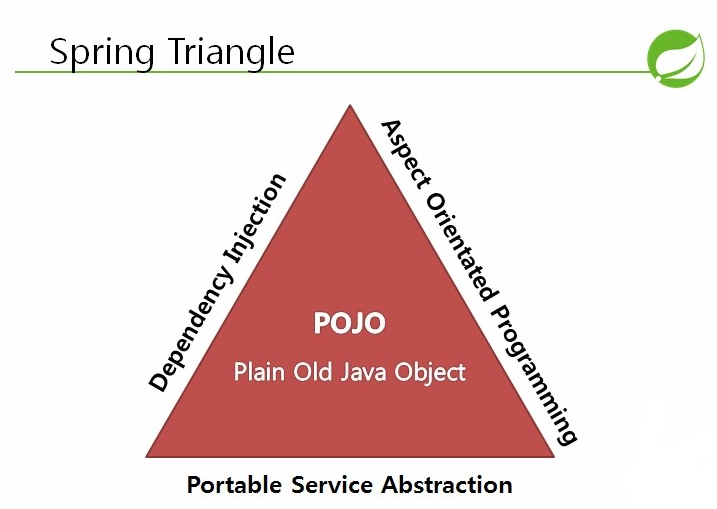 Spring Triangle
Dependency Injection
Aspect Orientated Programming
POJO
Plain Old Java Object
Portable Service Abstraction